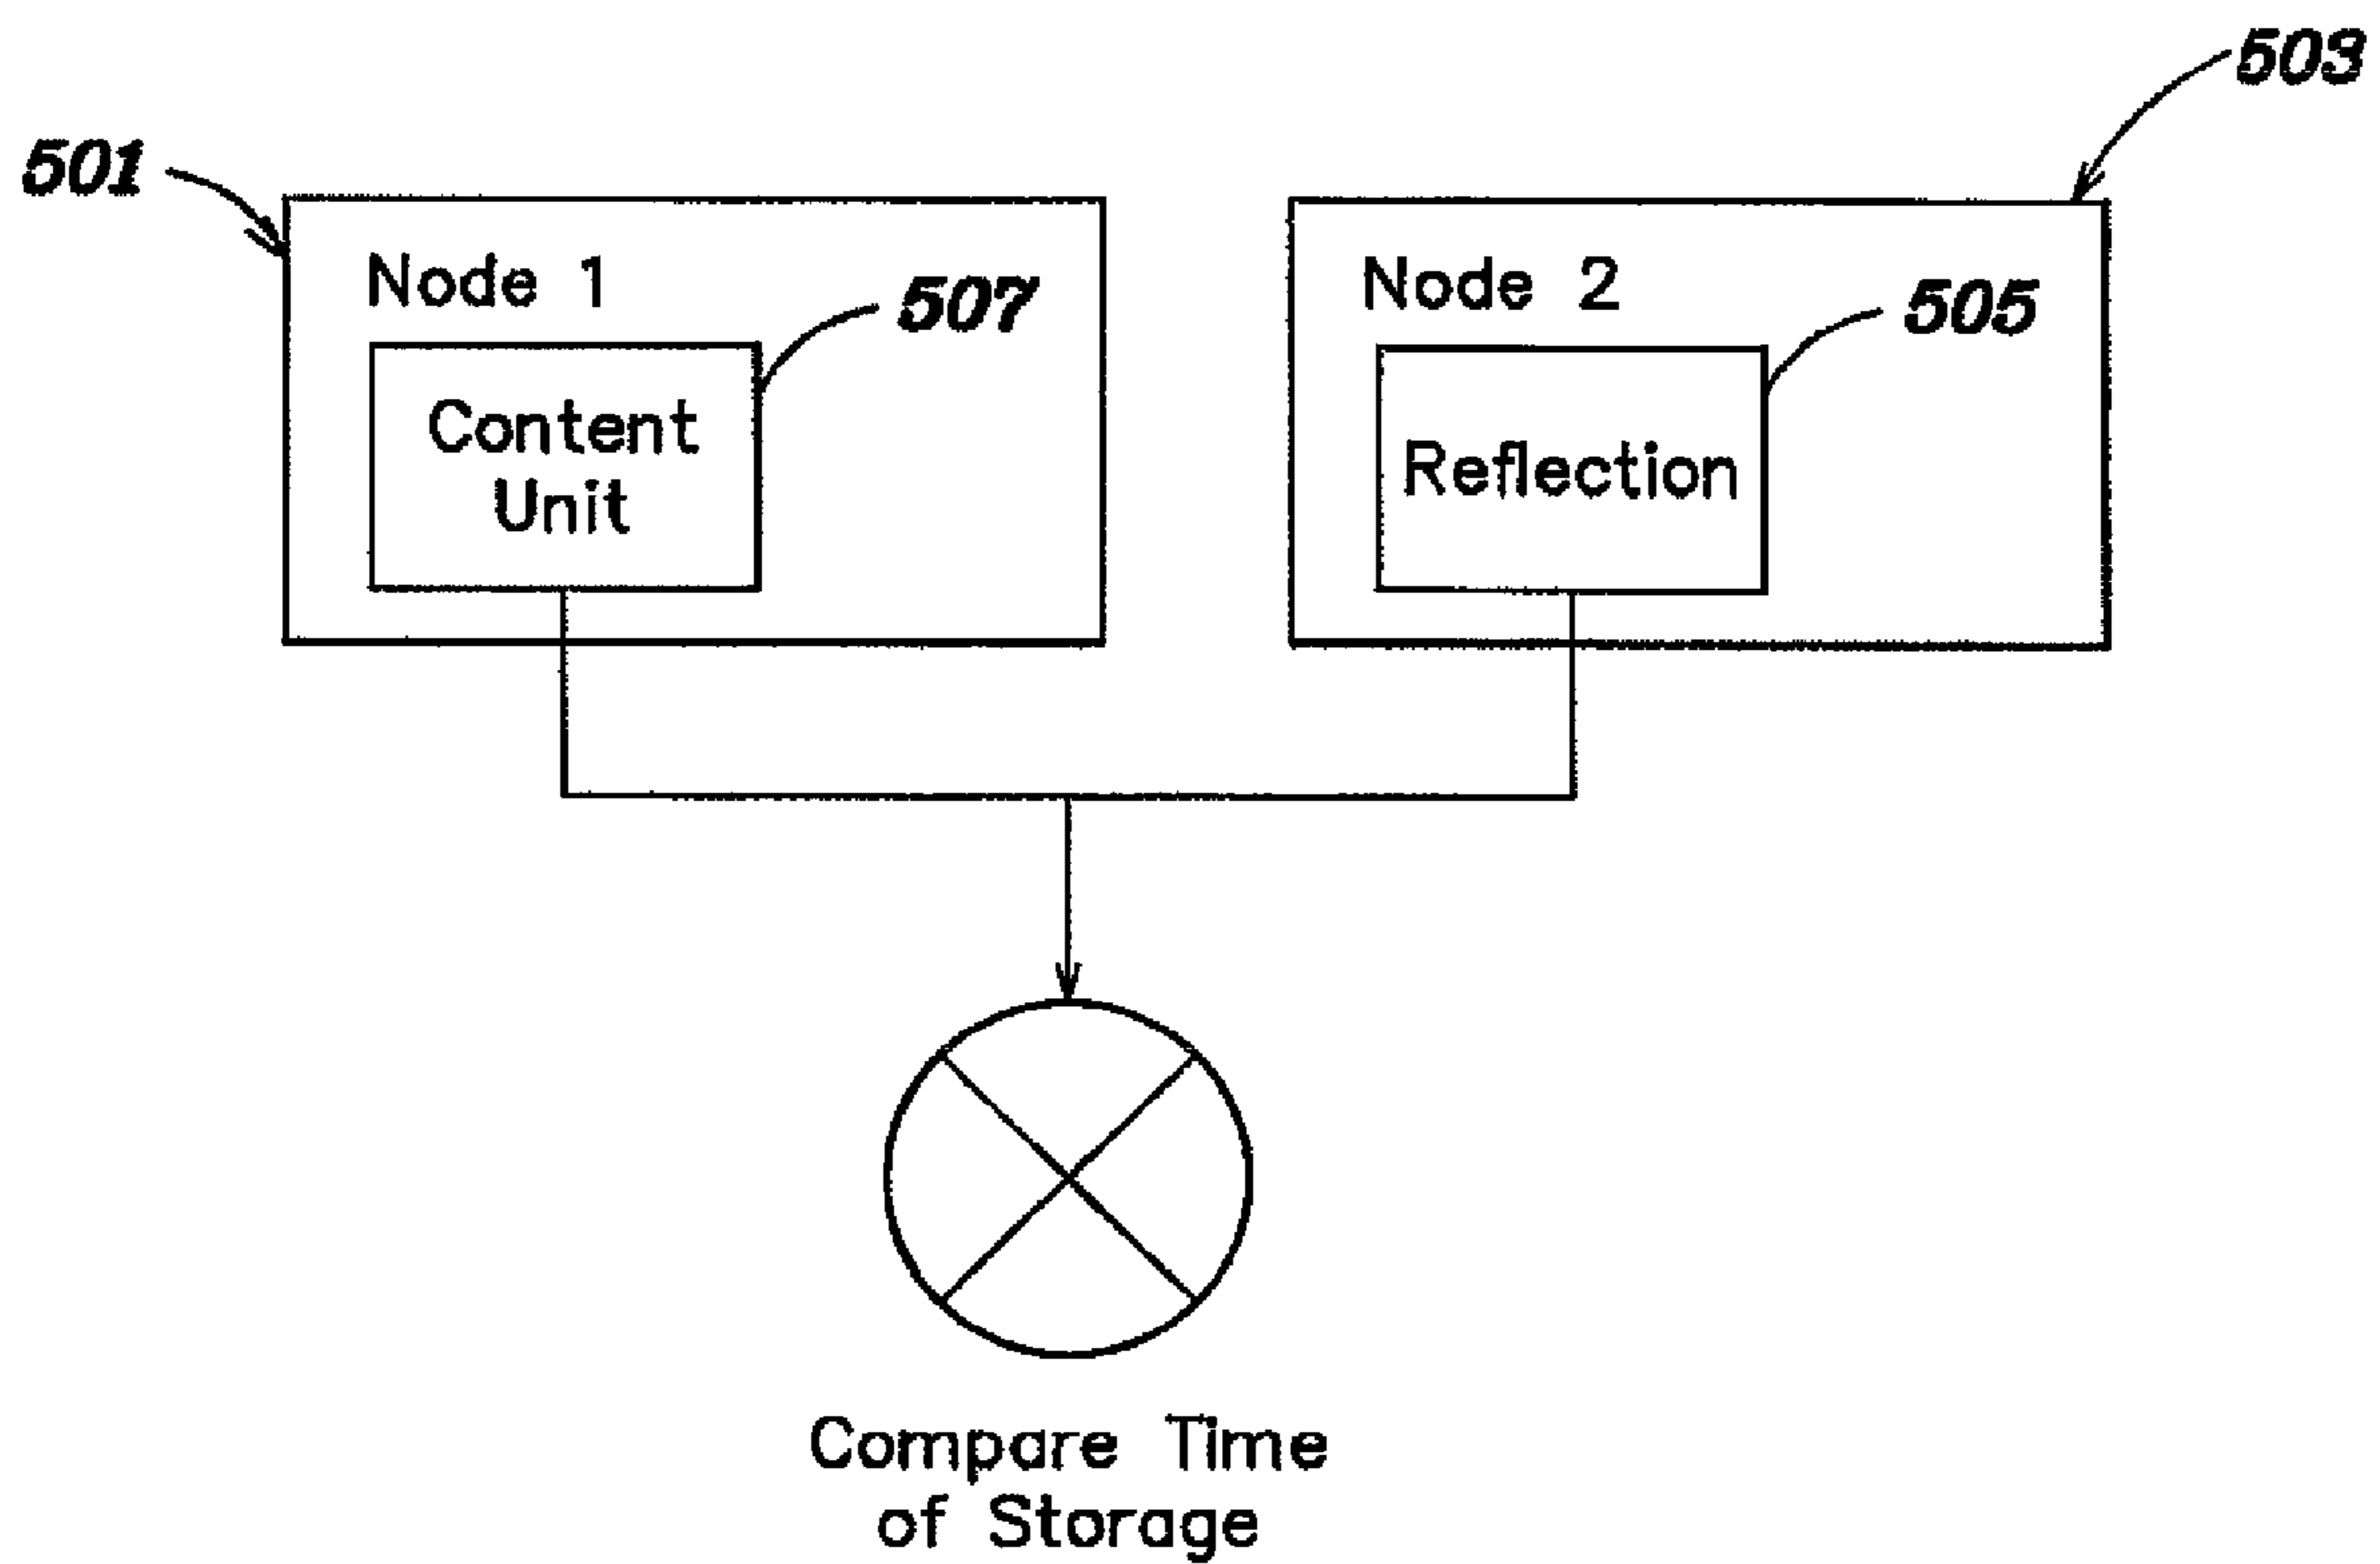 503
501
Node 1
507
Node 2
505
Content
Unit
Reflection
Compare Time
of Storage